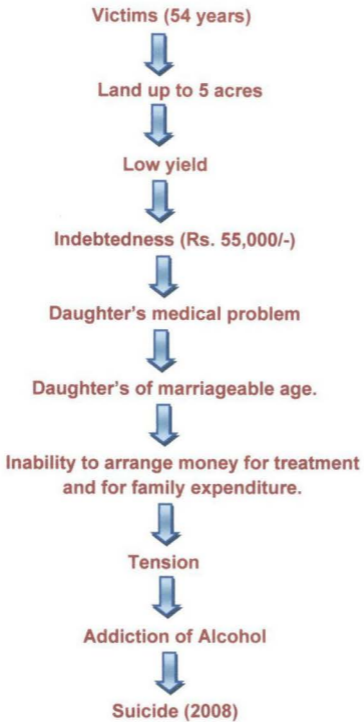 Victims (54 years)
Land up to 5 acres
Low yield
Indebtedness (Rs. 55,000/-)
Daughter's medical problem
Daughter's of marriageable age.
Inability to arrange money for treatment
and for family expenditure.
Tension
Addiction of Alcohol
Suicide (2008)